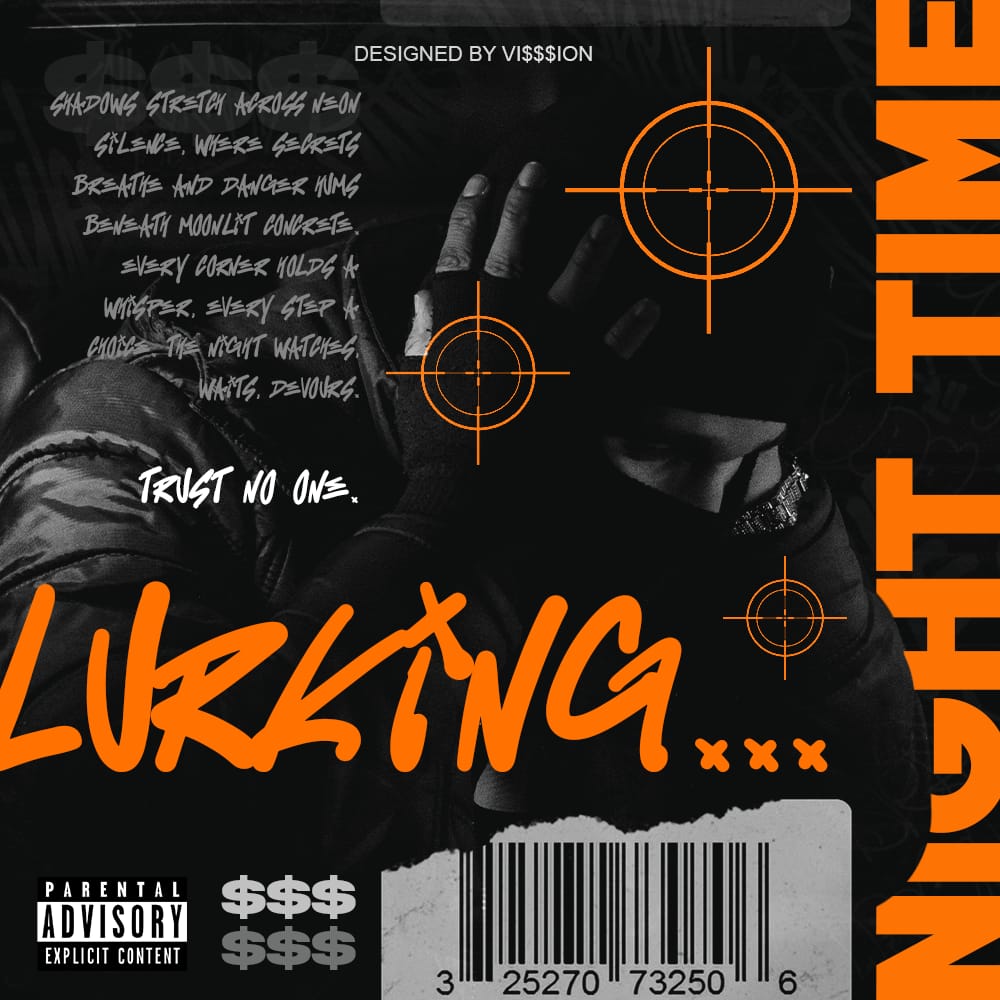 DESIGNED BY VI$$$ION
$$$
SHADOWS STRETCH ACROSS NEON
SILENCE, WHERE SECRETS
BREATHE AND DANGER HUMS
BENEATH MOONLIT CONCRETE.
EVERY CORNER HOLDS A
WHISPER, EVERY STEP A
CHOICE. THE NIGHT WATCHES,
WAITS, DEVOURS.
TRUST NO ONE.
LURKING...
NIGHT TIME
PARENTAL
ADVISORY
EXPLICIT CONTENT
$$$
$$$
3 25270 73250 6